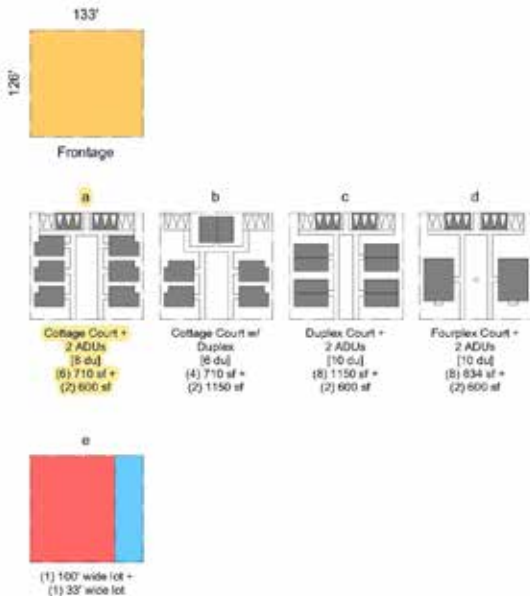 133'
126'
Frontage
a
b
c
d
Cottage Court +
2 ADUs
[8 du]
(6) 710 sf +
(2) 600 sf
Cottage Court w/
Duplex
[6 du]
(4) 710 sf +
(2) 1150 sf
Duplex Court +
2 ADUs
[10 du]
(8) 1150 sf +
(2) 600 sf
Fourplex Court +
2 ADUs
[10 du]
(8) 834 sf +
(2) 600 sf
e
(1) 100' wide lot +
(1) 33' wide lot